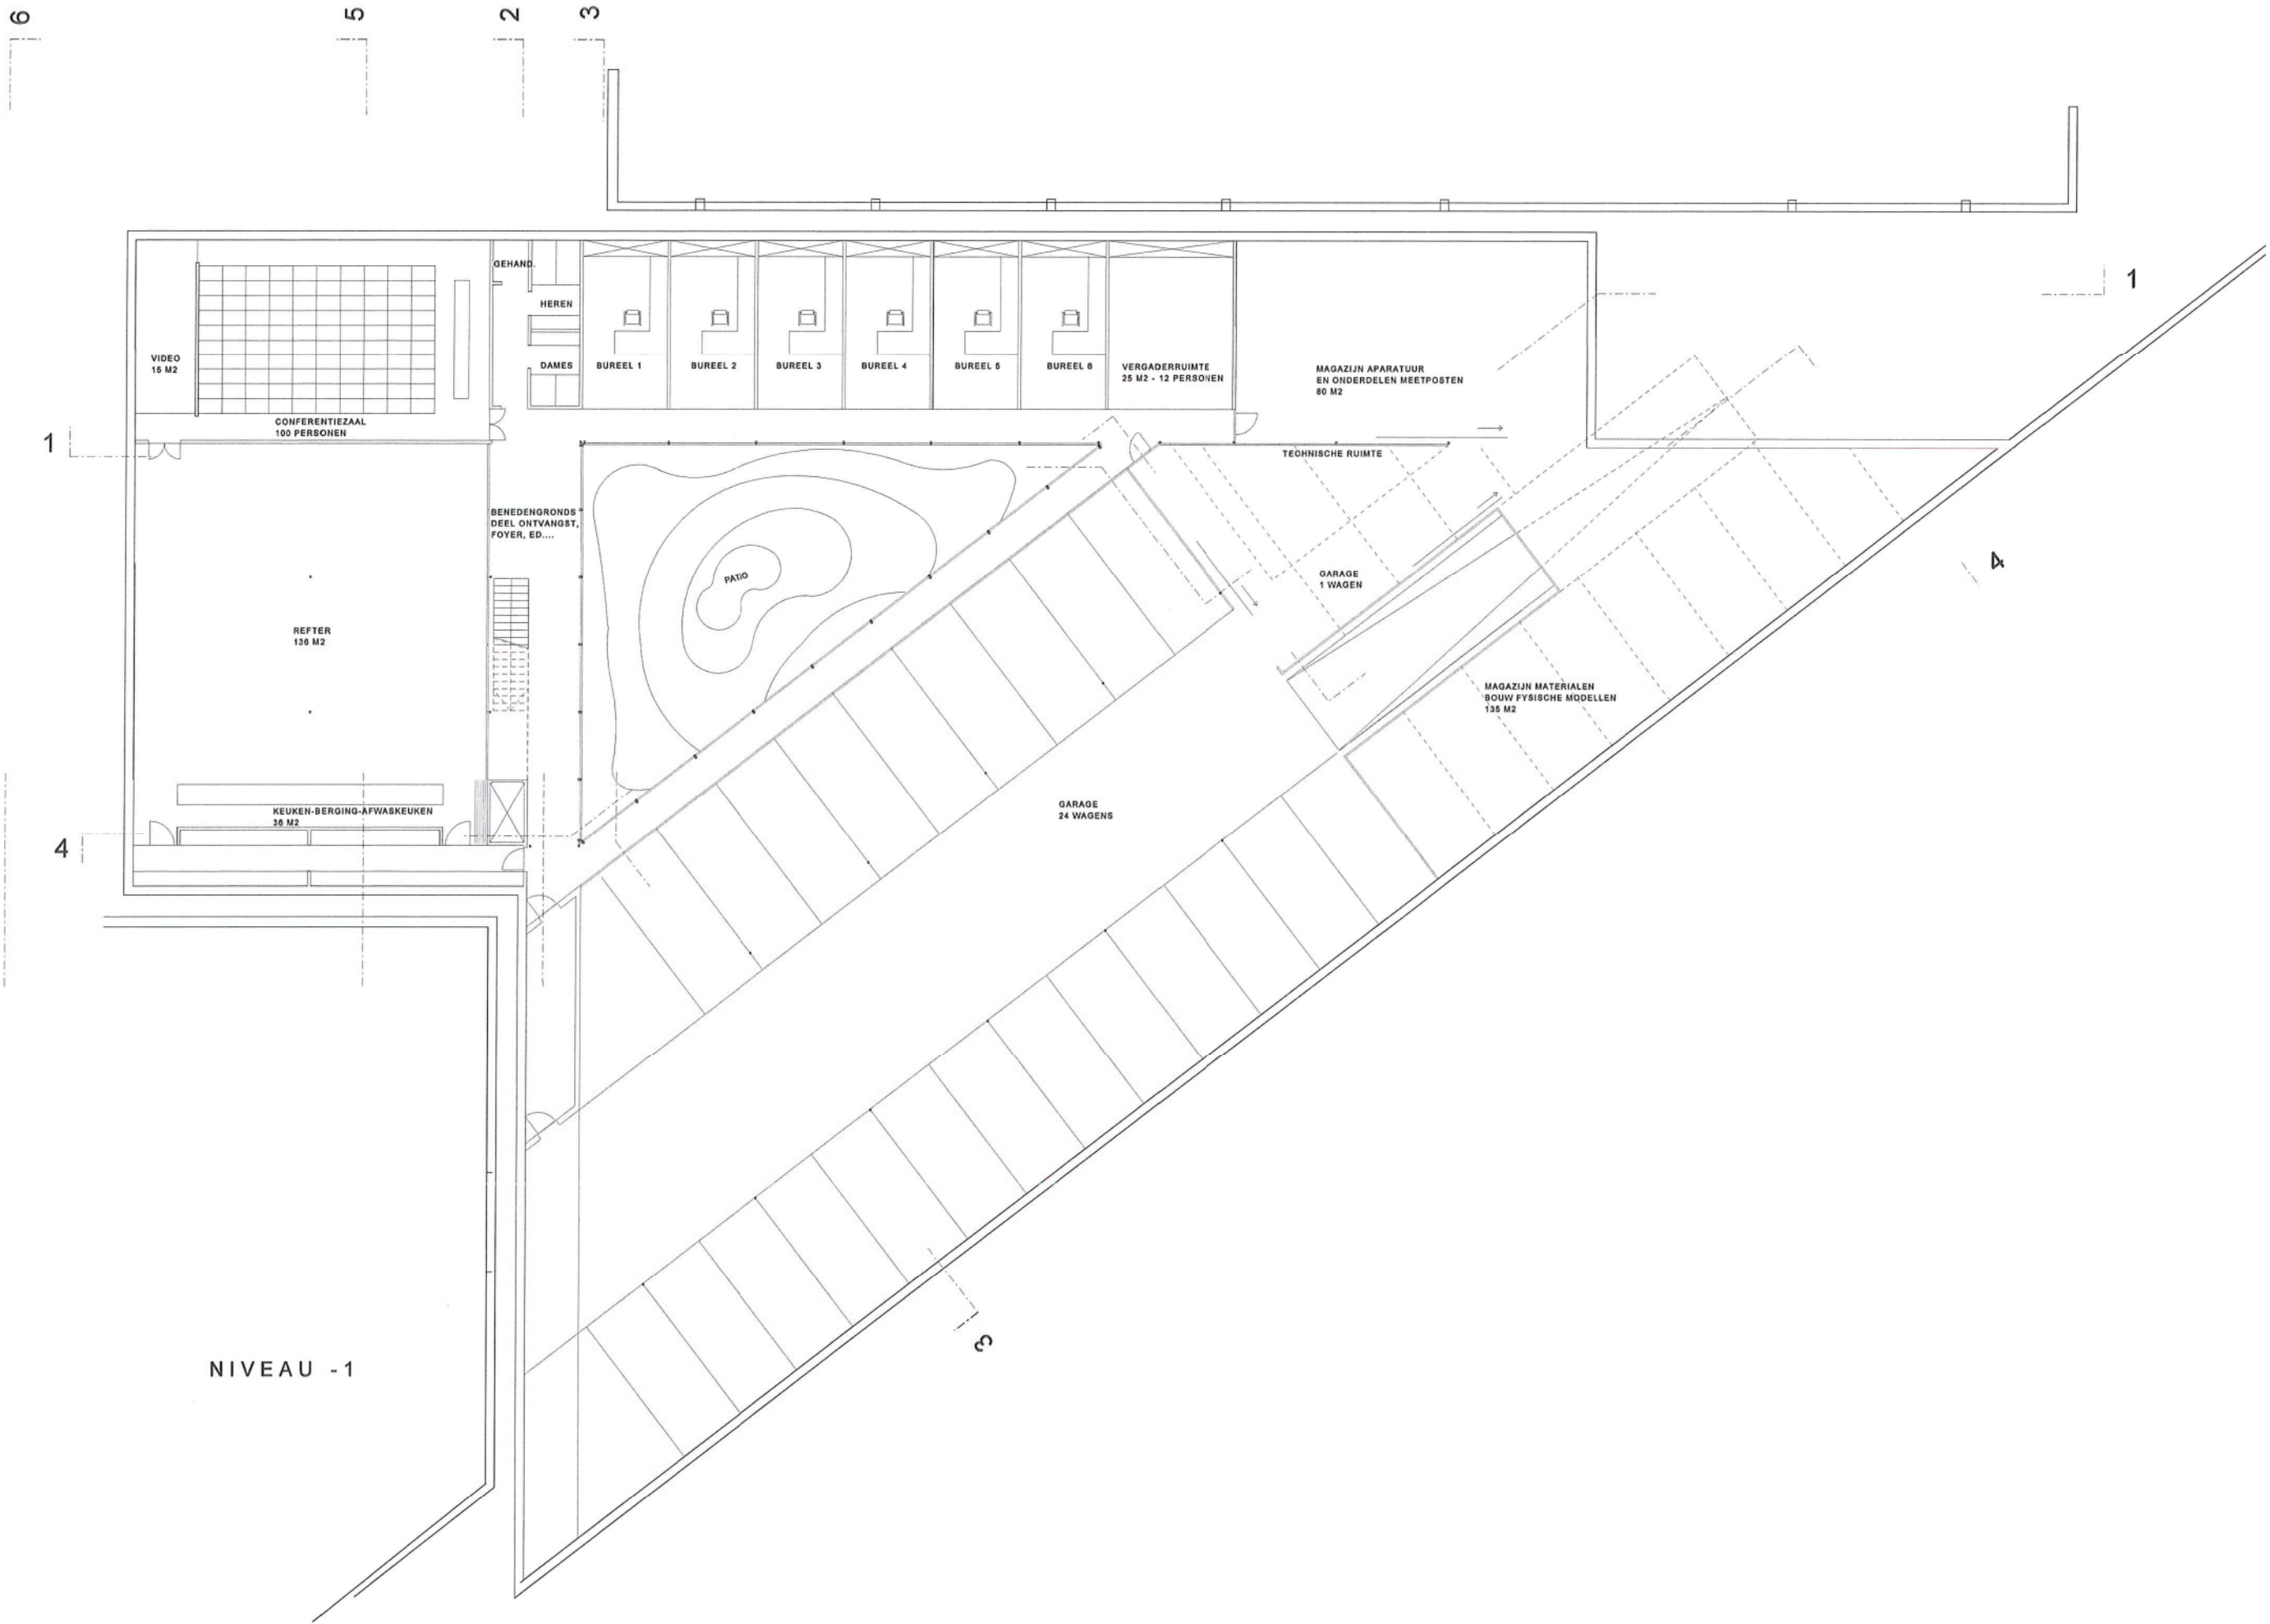 6
5
2
3
1
GEHAND.
HEREN
DAMES
VIDEO
15 M2
CONFERENTIEZAAL
100 PERSONEN
BUREEL 1
BUREEL 2
BUREEL 3
BUREEL 4
BUREEL 5
BUREEL 6
VERGADERRUIMTE
25 M2 - 12 PERSONEN
MAGAZIJN APARATUUR
EN ONDERDELEN MEETPOSTEN
80 M2
1
TECHNISCHE RUIMTE
BENEDENGRONDS
DEEL ONTVANGST,
FOYER, ED....
PATIO
GARAGE
1 WAGEN
4
REFTER
136 M2
MAGAZIJN MATERIALEN
BOUW FYSISCHE MODELLEN
135 M2
KEUKEN-BERGING-AFWASKEUKEN
36 M2
GARAGE
24 WAGENS
4
3
NIVEAU -1